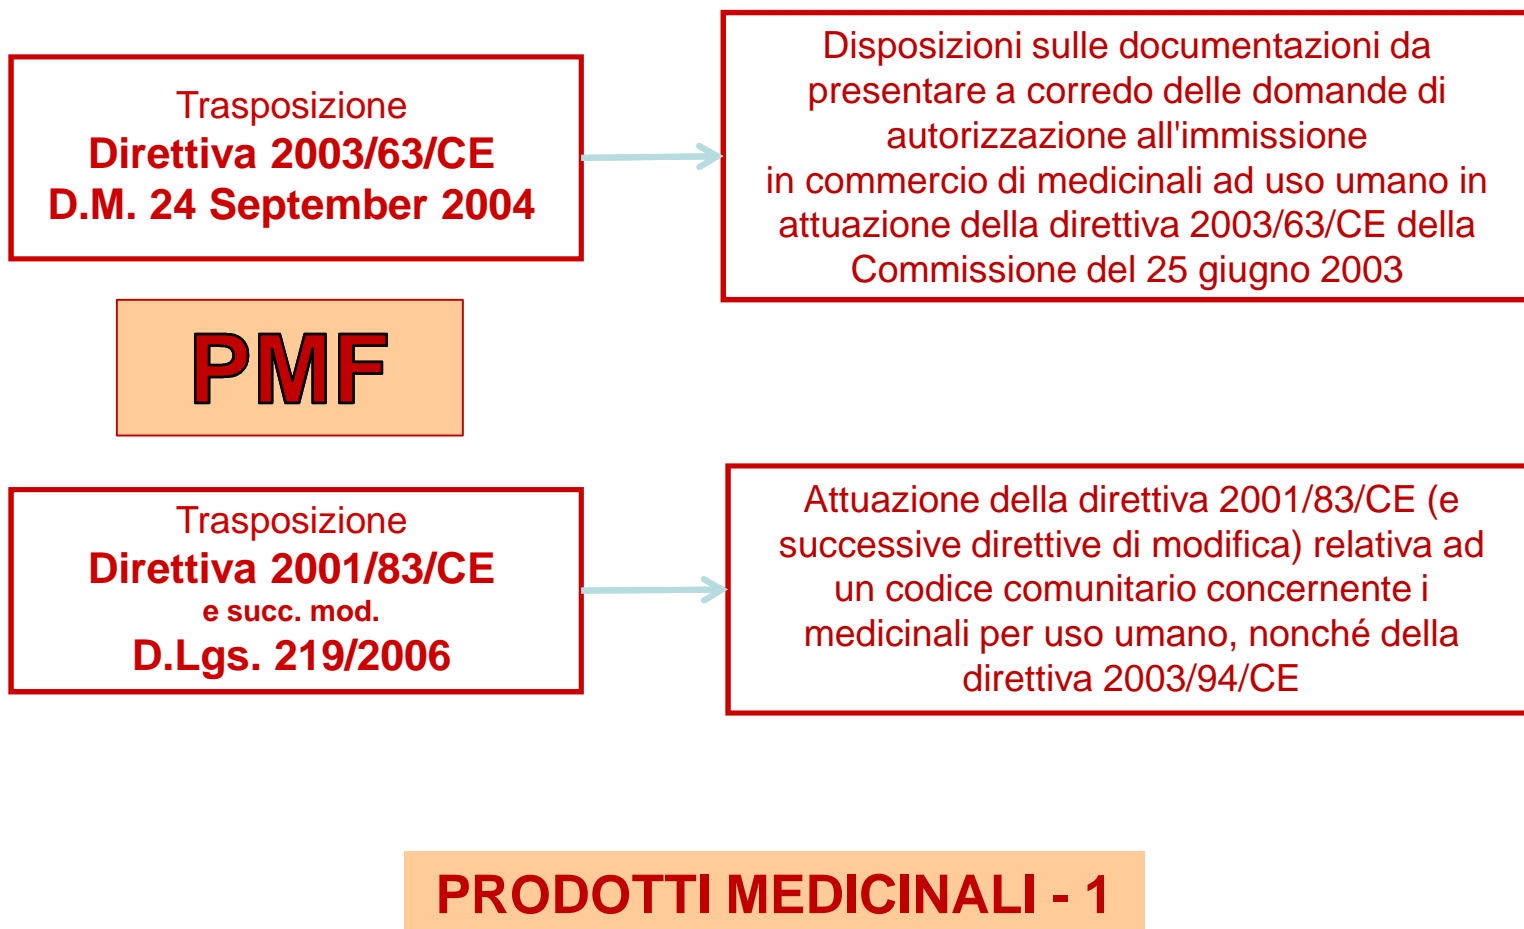 Trasposizione
Direttiva 2003/63/CE
D.M. 24 September 2004
Disposizioni sulle documentazioni da
presentare a corredo delle domande di
autorizzazione all'immissione
in commercio di medicinali ad uso umano in
attuazione della direttiva 2003/63/CE della
Commissione del 25 giugno 2003
PMF
Trasposizione
Direttiva 2001/83/CE
e succ. mod.
D.Lgs. 219/2006
Attuazione della direttiva 2001/83/CE (e
successive direttive di modifica) relativa ad
un codice comunitario concernente i
medicinali per uso umano, nonché della
direttiva 2003/94/CE
PRODOTTI MEDICINALI - 1